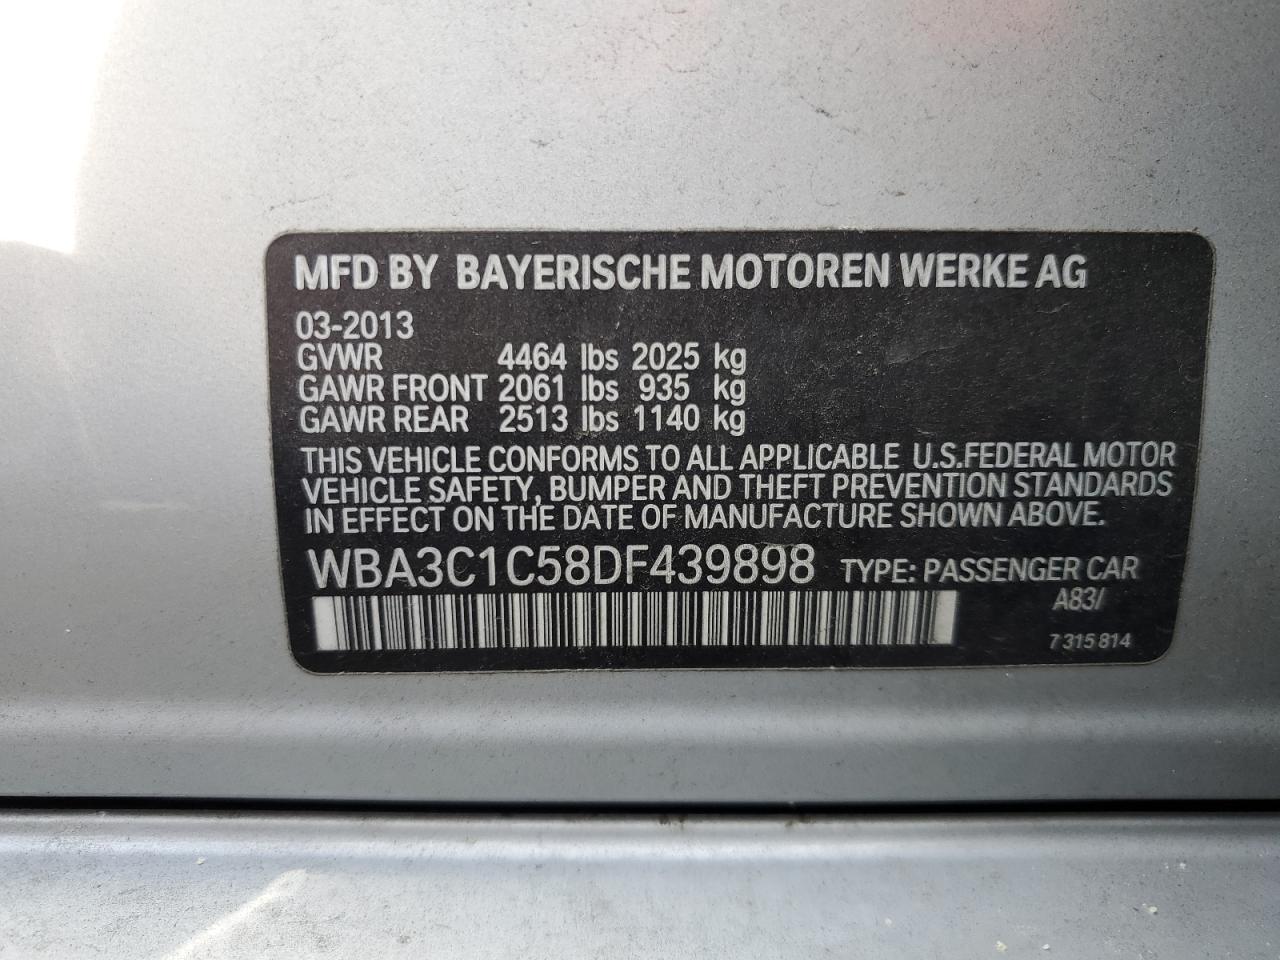 MFD BY BAYERISCHE MOTOREN WERKE AG
03-2013
GVWR 4464 lbs 2025 kg
GAWR FRONT 2061 lbs 935 kg
GAWR REAR 2513 lbs 1140 kg
THIS VEHICLE CONFORMS TO ALL APPLICABLE U.S.FEDERAL MOTOR
VEHICLE SAFETY, BUMPER AND THEFT PREVENTION STANDARDS
IN EFFECT ON THE DATE OF MANUFACTURE SHOWN ABOVE.
WBA3C1C58DF439898 TYPE: PASSENGER CAR
A83/
7 315 814